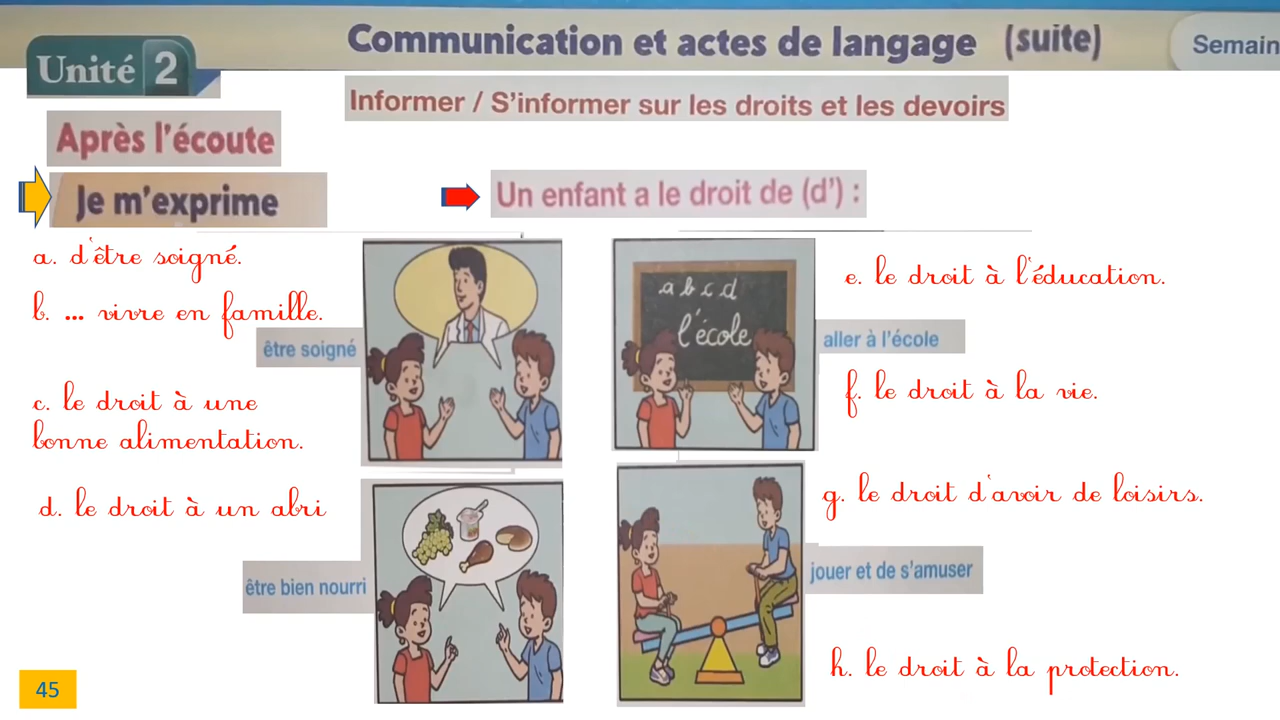 Communication et actes de langage (suite)
Semain
Unité 2
Informer / S'informer sur les droits et les devoirs
Après l'écoute
Je m'exprime
Un enfant a le droit de (d') :
a. d'être soigné.
b. ... vivre en famille.
être soigné
c. le droit à une
bonne alimentation.
d. le droit à un abri
être bien nourri
a b c d
l'école
e. le droit à l'éducation.
aller à l'école
f. le droit à la vie.
g. le droit d'avoir de loisirs.
jouer et de s'amuser
h. le droit à la protection.
45